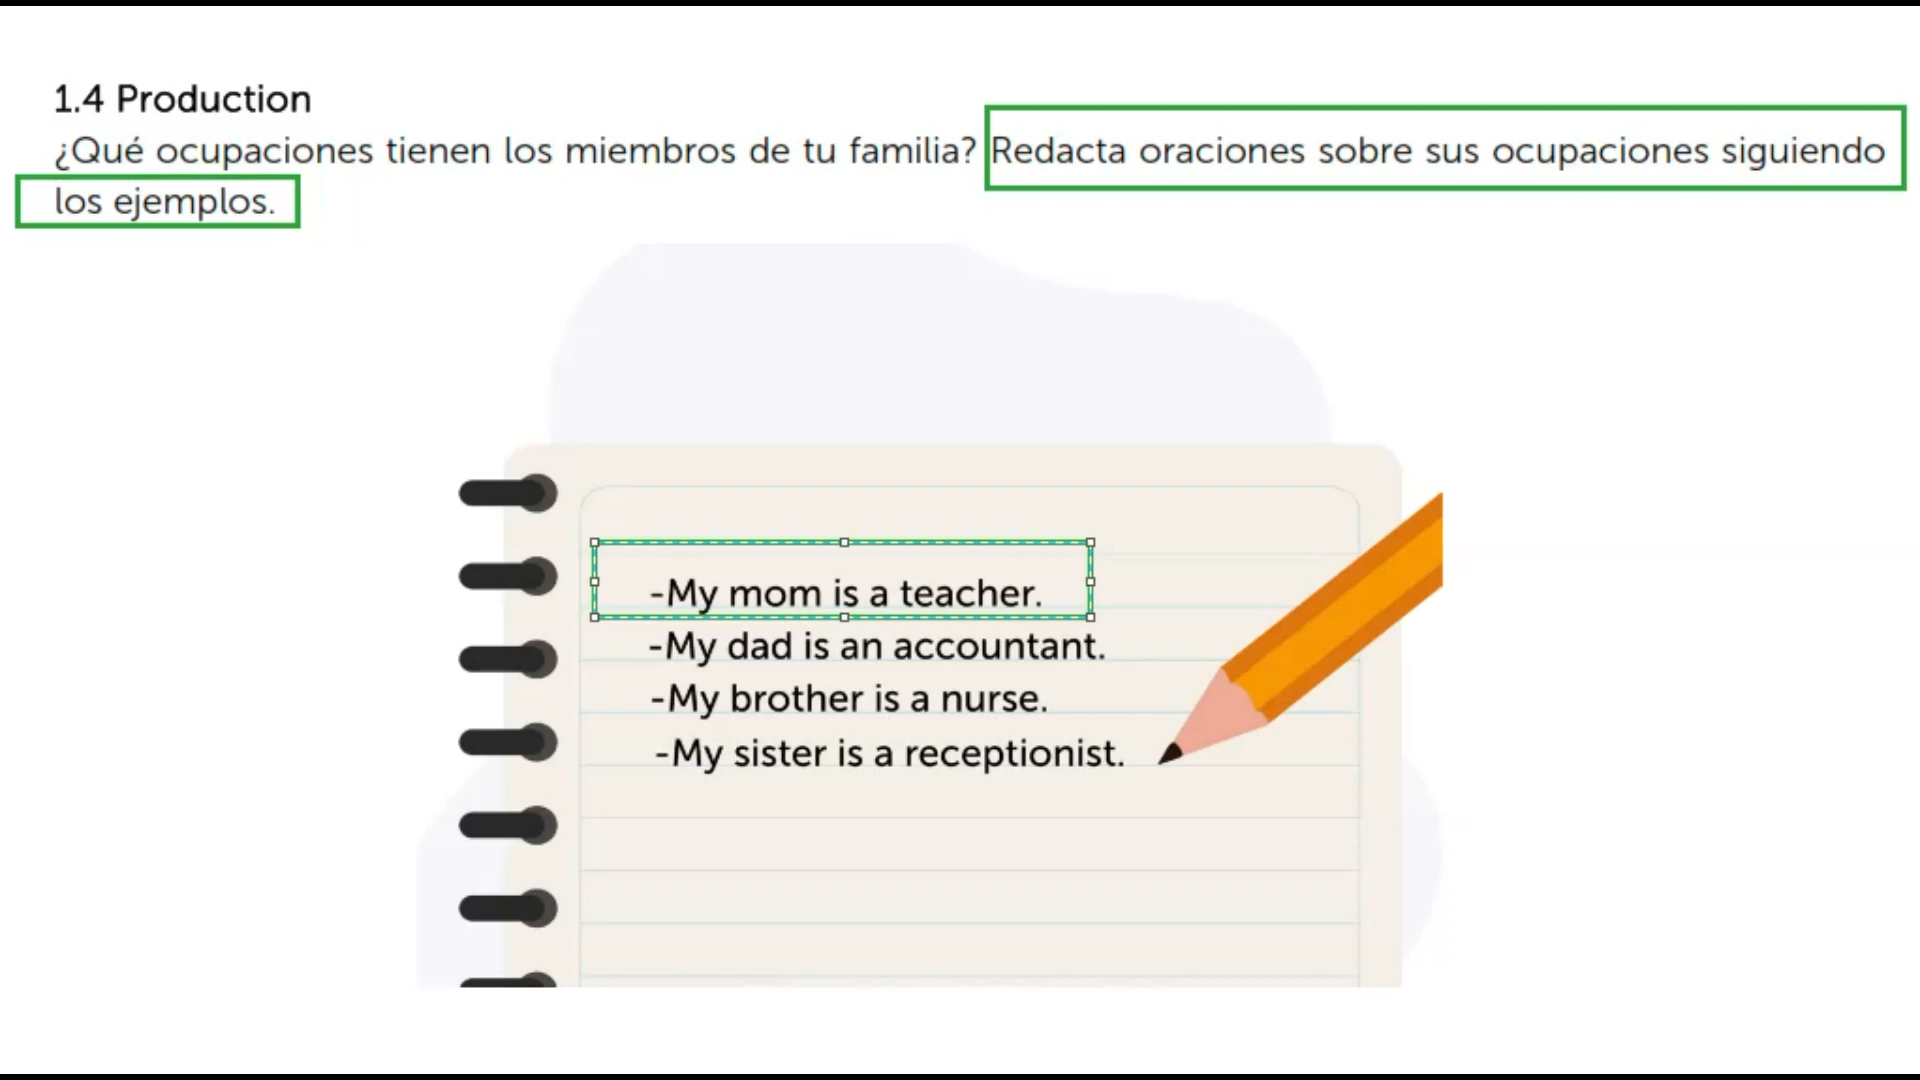 1.4 Production
¿Qué ocupaciones tienen los miembros de tu familia? Redacta oraciones sobre sus ocupaciones siguiendo
los ejemplos.
-My mom is a teacher.
-My dad is an accountant.
-My brother is a nurse.
-My sister is a receptionist.